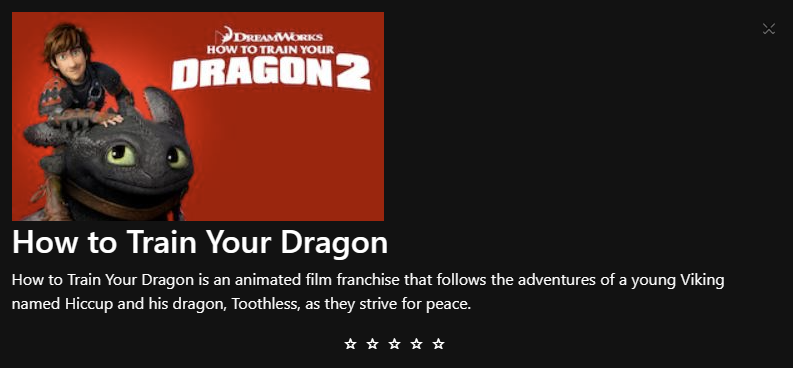 DREAMWORKS
HOW TO TRAIN YOUR
DRAGON 2
How to Train Your Dragon
How to Train Your Dragon is an animated film franchise that follows the adventures of a young Viking
named Hiccup and his dragon, Toothless, as they strive for peace.